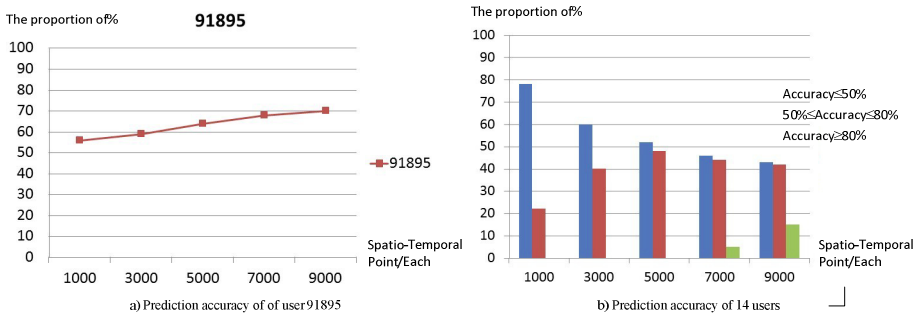 The proportion of%
91895
100
90
80
70
60
50
40
30
20
10
0
1000 3000 5000 7000 9000
91895
Spatio-Temporal
Point/Each
a) Prediction accuracy of of user91895
The proportion of%
100
90
80
70
60
50
40
30
20
10
0
1000 3000 5000 7000 9000
Accuracy≤50%
50%≤Accuracy≤80%
Accuracy≥80%
Spatio-Temporal
Point/Each
b) Prediction accuracy of 14 users